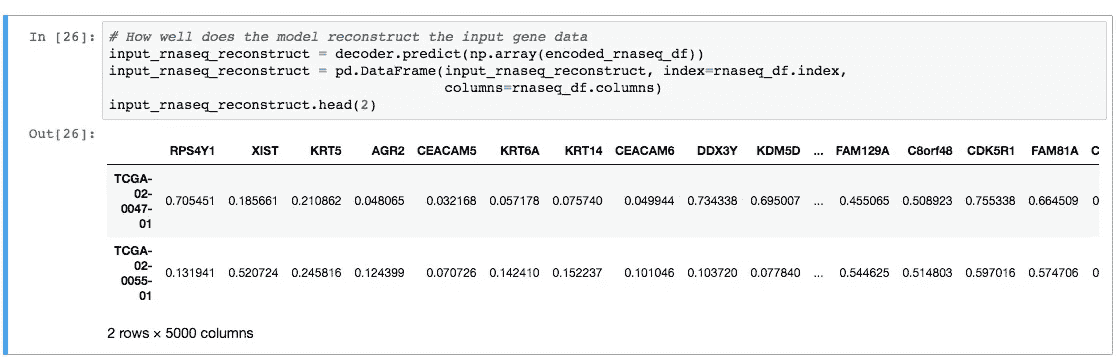 In [26]: # How well does the model reconstruct the input gene data
input_rnaseq_reconstruct = decoder.predict(np.array(encoded_rnaseq_df))
input_rnaseq_reconstruct = pd.DataFrame(input_rnaseq_reconstruct, index=rnaseq_df.index,
columns=rnaseq_df.columns)
input_rnaseq_reconstruct.head(2)
Out[26]:
RPS4Y1 XIST KRT5 AGR2 CEACAM5 KRT6A KRT14 CEACAM6 DDX3Y KDM5D ... FAM129A C8orf48 CDK5R1 FAM81A C
TCGA-
02-
0047-
01 0.705451 0.185661 0.210862 0.048065 0.032168 0.057178 0.075740 0.049944 0.734338 0.695007 ... 0.455065 0.508923 0.755338 0.664509 0
TCGA-
02-
0055-
01 0.131941 0.520724 0.245816 0.124399 0.070726 0.142410 0.152237 0.101046 0.103720 0.077840 ... 0.544625 0.514803 0.597016 0.574706 0
2 rows × 5000 columns